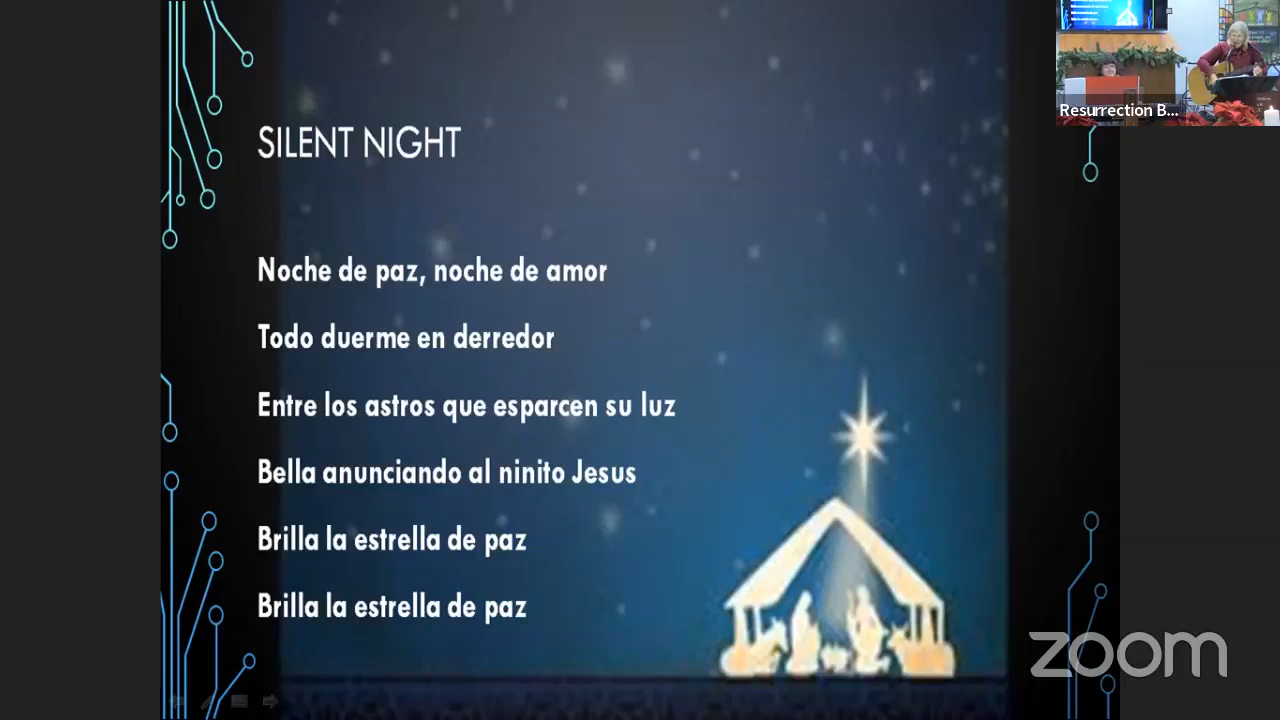 SILENT NIGHT
Noche de paz, noche de amor
Todo duerme en derredor
Entre los astros que esparcen su luz
Bella anunciando al ninito Jesus
Brilla la estrella de paz
Brilla la estrella de paz
Resurrection B...
zoom